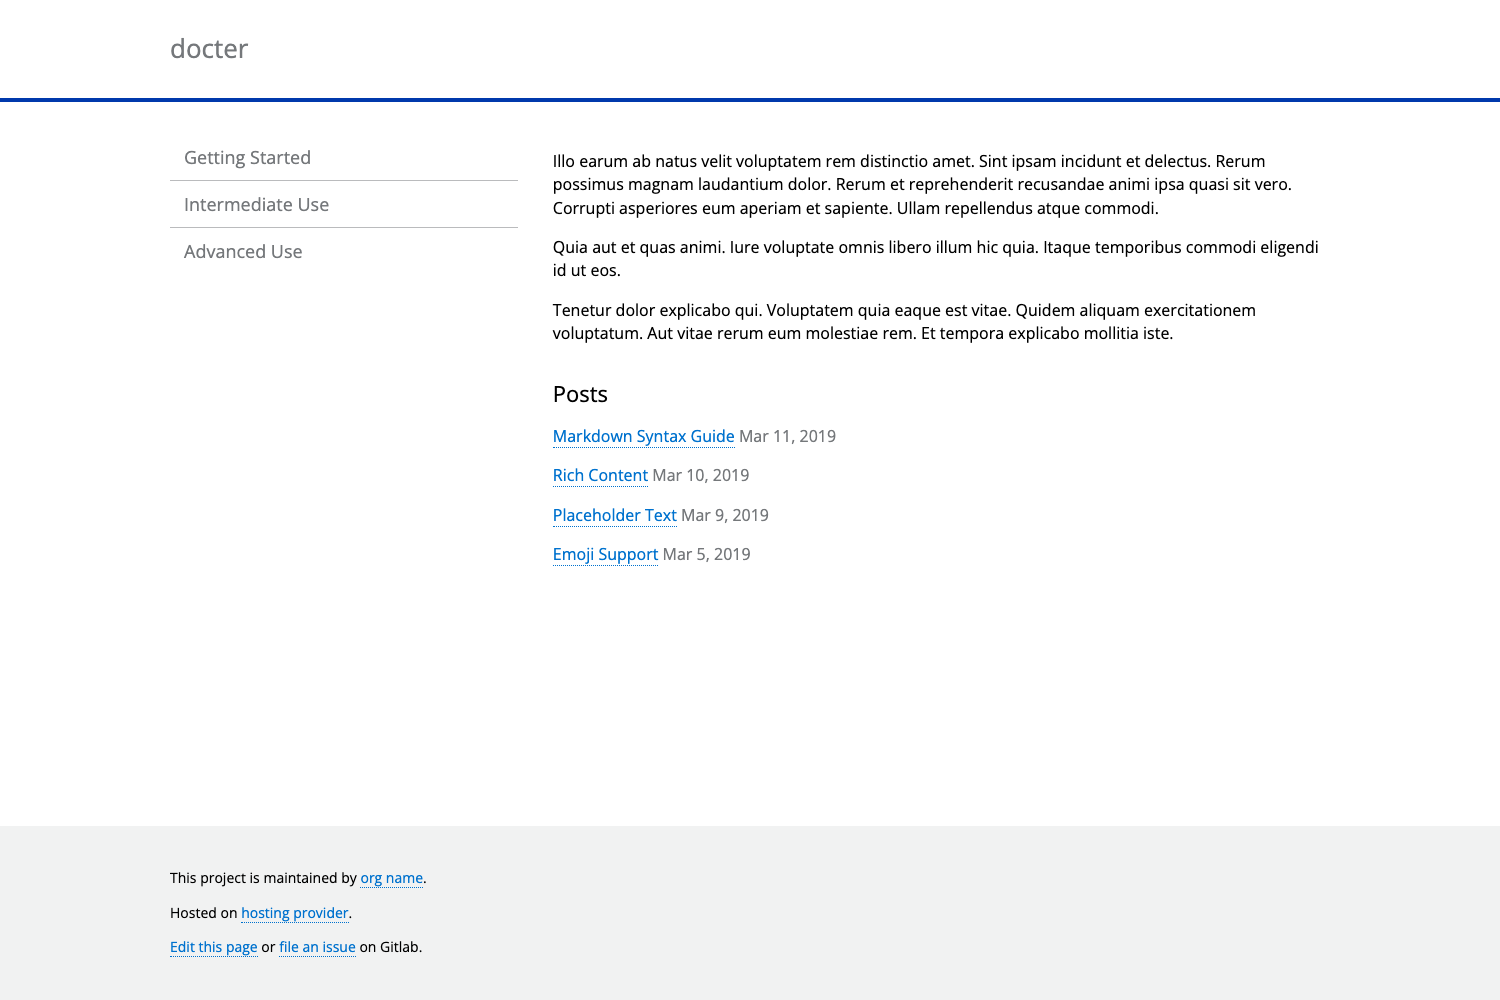 docter
Getting Started
Intermediate Use
Advanced Use
Illo earum ab natus velit voluptatem rem distinctio amet. Sint ipsam incidunt et delectus. Rerum
possimus magnam laudantium dolor. Rerum et reprehenderit recusandae animi ipsa quasi sit vero.
Corrupti asperiores eum aperiam et sapiente. Ullam repellendus atque commodi.
Quia aut et quas animi. Iure voluptate omnis libero illum hic quia. Itaque temporibus commodi eligendi
id ut eos.
Tenetur dolor explicabo qui. Voluptatem quia eaque est vitae. Quidem aliquam exercitationem
voluptatum. Aut vitae rerum eum molestiae rem. Et tempora explicabo mollitia iste.
Posts
Markdown Syntax Guide Mar 11, 2019
Rich Content Mar 10, 2019
Placeholder Text Mar 9, 2019
Emoji Support Mar 5, 2019
This project is maintained by org name.
Hosted on hosting provider.
Edit this page or file an issue on Gitlab.